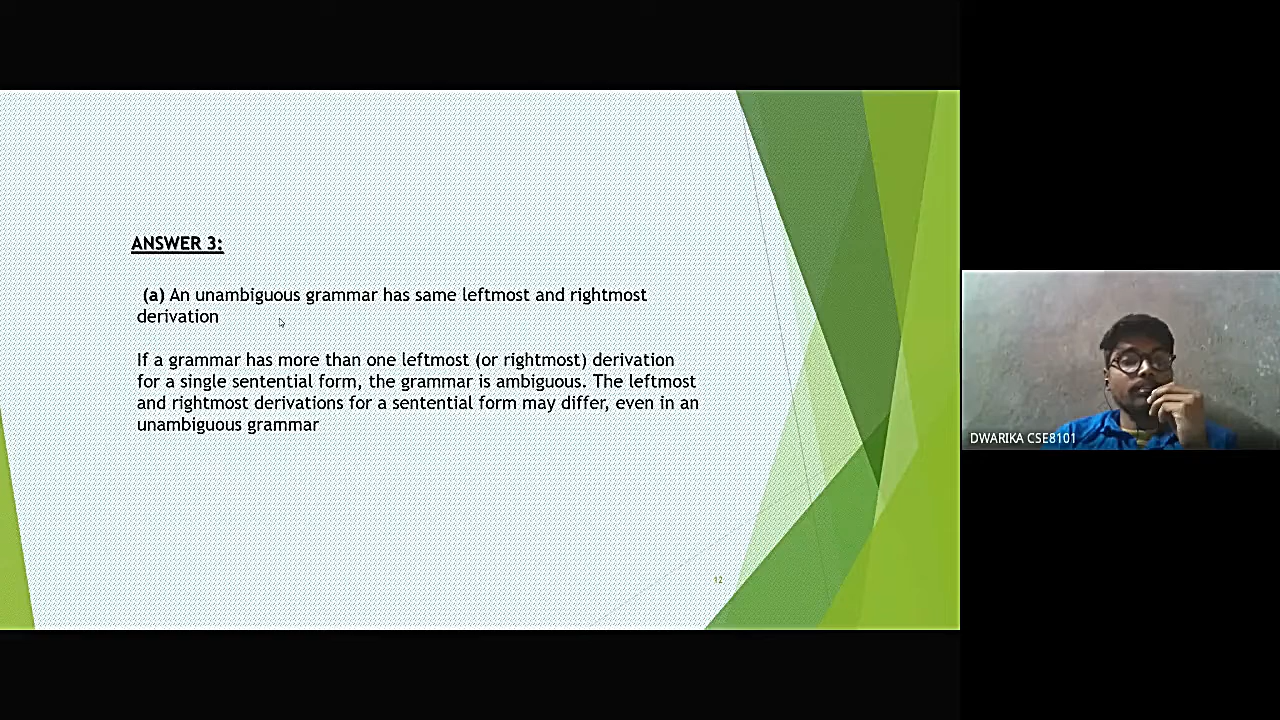 ANSWER 3:
(a) An unambiguous grammar has same leftmost and rightmost
derivation
If a grammar has more than one leftmost (or rightmost) derivation
for a single sentential form, the grammar is ambiguous. The leftmost
and rightmost derivations for a sentential form may differ, even in an
unambiguous grammar
12
DWARIKA CSE8101